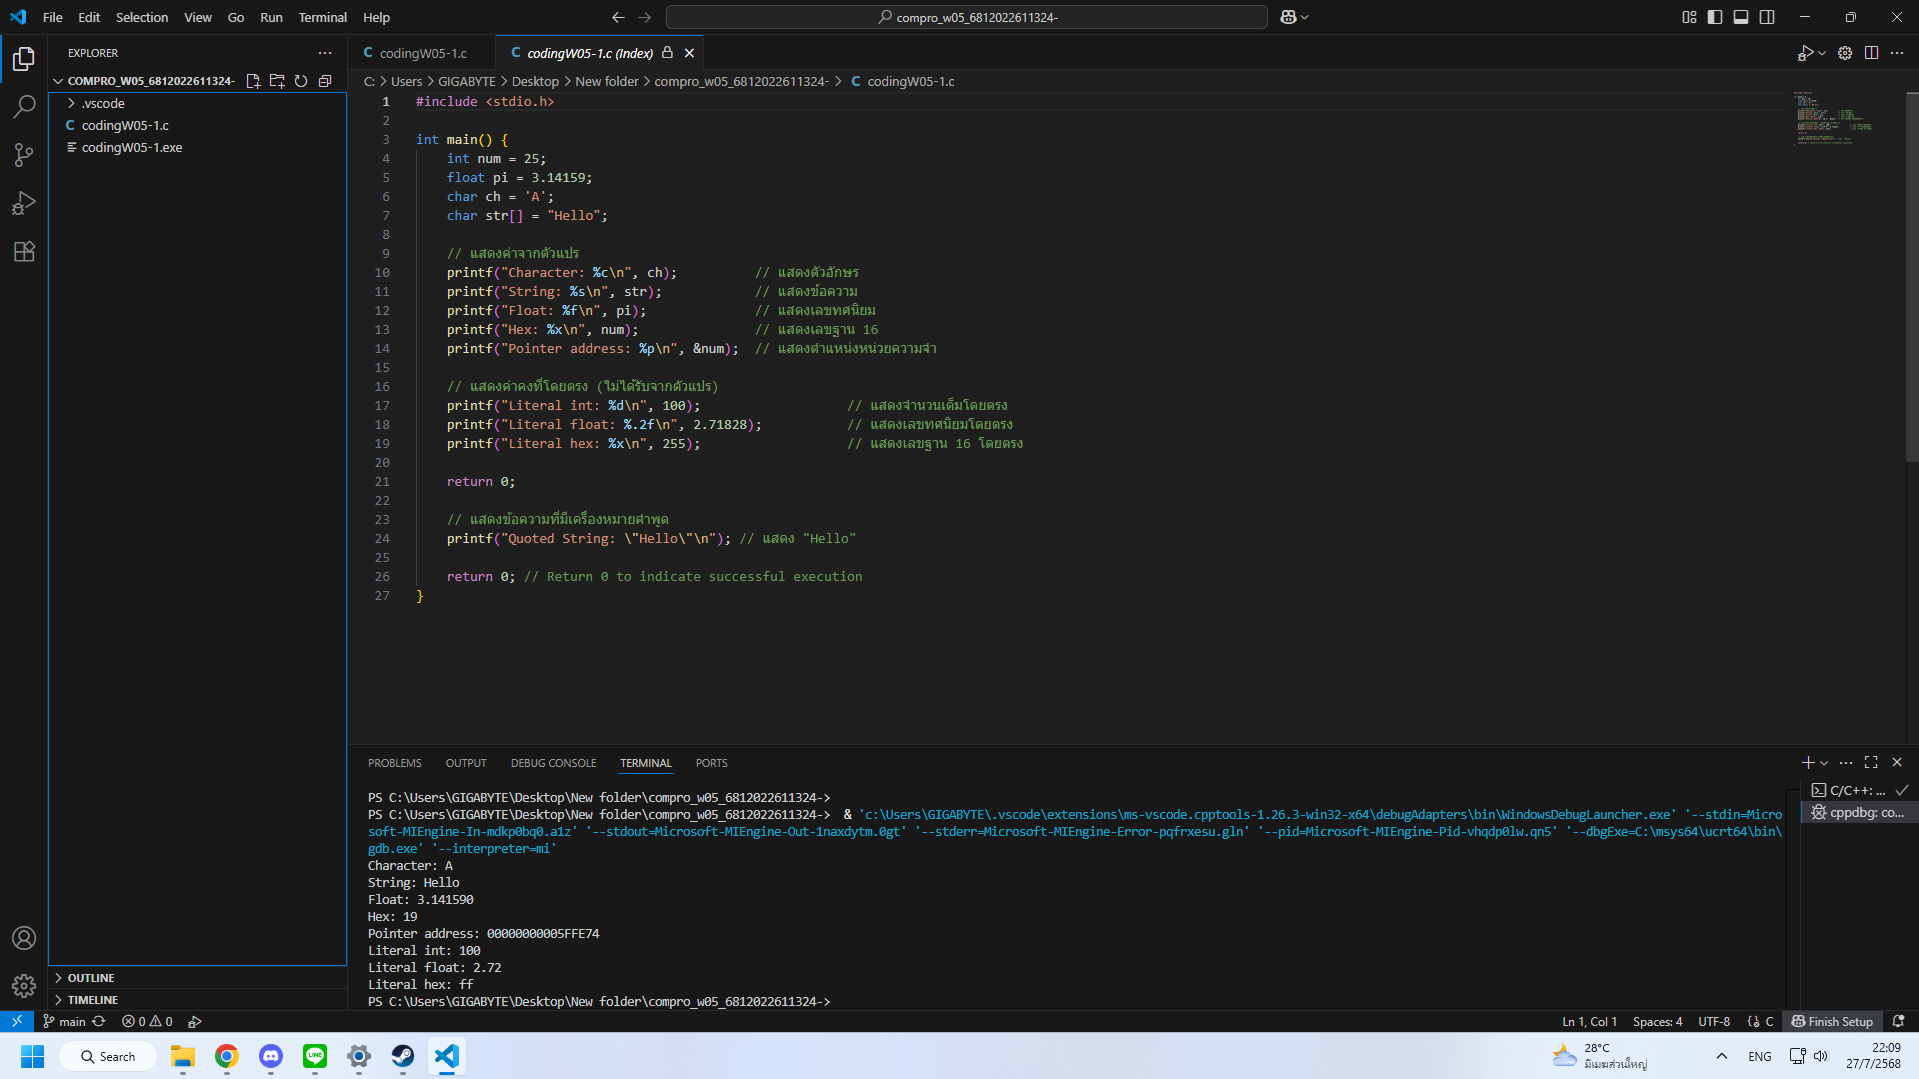 File Edit Selection View Go Run Terminal Help
compro_w05_6812022611324-
EXPLORER
COMPRO_W05_6812022611324-
.vscode
C codingW05-1.c
codingW05-1.exe
OUTLINE
TIMELINE
C codingW05-1.c
C codingW05-1.c (Index)
C: > Users > GIGABYTE > Desktop > New folder > compro_w05_6812022611324- > C codingW05-1.c
1 #include <stdio.h>
2
3 int main() {
4 int num = 25;
5 float pi = 3.14159;
6 char ch = 'A';
7 char str[] = "Hello";
8
9 // แสดงค่าจากตัวแปร
10 printf("Character: %c\n", ch); // แสดงตัวอักษร
11 printf("String: %s\n", str); // แสดงข้อความ
12 printf("Float: %f\n", pi); // แสดงเลขทศนิยม
13 printf("Hex: %x\n", num); // แสดงเลขฐาน 16
14 printf("Pointer address: %p\n", &num); // แสดงตำแหน่งหน่วยความจำ
15
16 // แสดงค่าคงที่โดยตรง (ไม่ได้รับจากตัวแปร)
17 printf("Literal int: %d\n", 100); // แสดงจำนวนเต็มโดยตรง
18 printf("Literal float: %.2f\n", 2.71828); // แสดงเลขทศนิยมโดยตรง
19 printf("Literal hex: %x\n", 255); // แสดงเลขฐาน 16 โดยตรง
20
21 return 0;
22
23 // แสดงข้อความที่มีเครื่องหมายคำพูด
24 printf("Quoted String: \"Hello\"\n"); // แสดง "Hello"
25
26 return 0; // Return 0 to indicate successful execution
27 }
PROBLEMS OUTPUT DEBUG CONSOLE TERMINAL PORTS
PS C:\Users\GIGABYTE\Desktop\New folder\compro_w05_6812022611324->
PS C:\Users\GIGABYTE\Desktop\New folder\compro_w05_6812022611324-> & 'c:\Users\GIGABYTE\.vscode\extensions\ms-vscode.cpptools-1.26.3-win32-x64\debugAdapters\bin\WindowsDebugLauncher.exe' '--stdin=Micro
soft-MIEngine-In-mdkp0bq0.a1z' '--stdout=Microsoft-MIEngine-Out-1naxdytm.0gt' '--stderr=Microsoft-MIEngine-Error-pqfrxesu.gln' '--pid=Microsoft-MIEngine-Pid-vhqdp0lw.qn5' '--dbgExe=C:\msys64\ucrt64\bin\
gdb.exe' '--interpreter=mi'
Character: A
String: Hello
Float: 3.141590
Hex: 19
Pointer address: 00000000005FFE74
Literal int: 100
Literal float: 2.72
Literal hex: ff
PS C:\Users\GIGABYTE\Desktop\New folder\compro_w05_6812022611324->
C/C++: ...
cppdbg: co...
main 0 0 Ln 1, Col 1 Spaces: 4 UTF-8 {} C Finish Setup
Search
28°C
มีเมฆส่วนใหญ่
ENG
22:09
27/7/2568